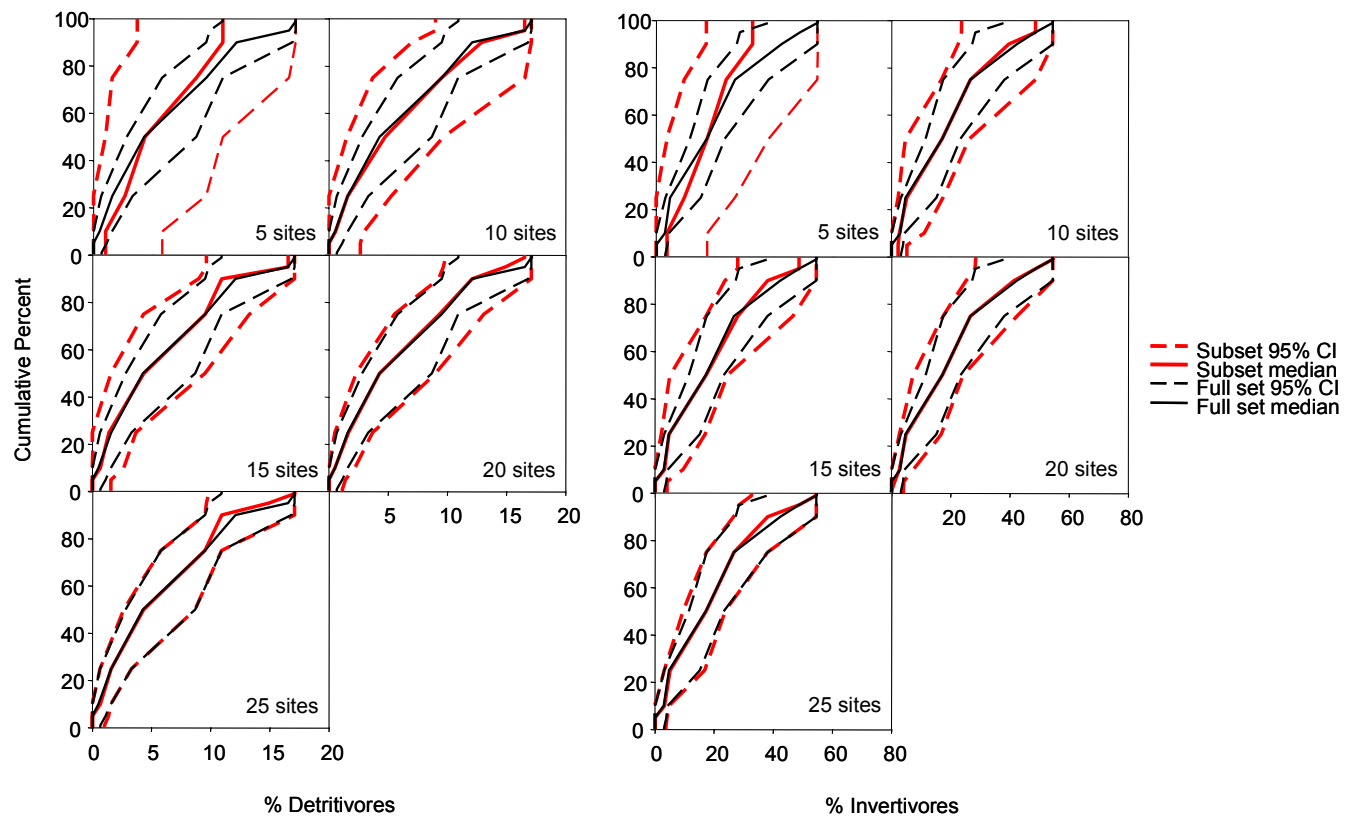 100
80
60
40
20
0
5 sites
10 sites
80
60
40
20
0
15 sites
20 sites
5 10 15 20
80
60
40
20
0
25 sites
0 5 10 15 20
Cumulative Percent
% Detritivores
100
80
60
40
20
0
5 sites
10 sites
80
60
40
20
0
15 sites
20 sites
20 40 60 80
80
60
40
20
0
25 sites
0 20 40 60 80
% Invertivores
Subset 95% CI
Subset median
Full set 95% CI
Full set median